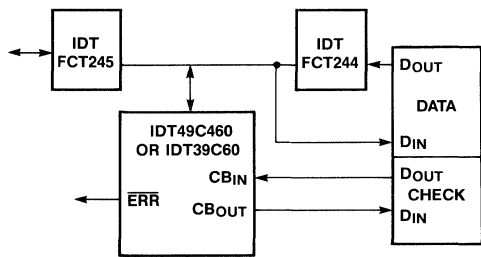 IDT
FCT245
IDT
FCT244
DOUT
DATA
DIN
IDT49C460
OR IDT39C60
ERR
CBIN
CBOUT
DOUT
CHECK
DIN